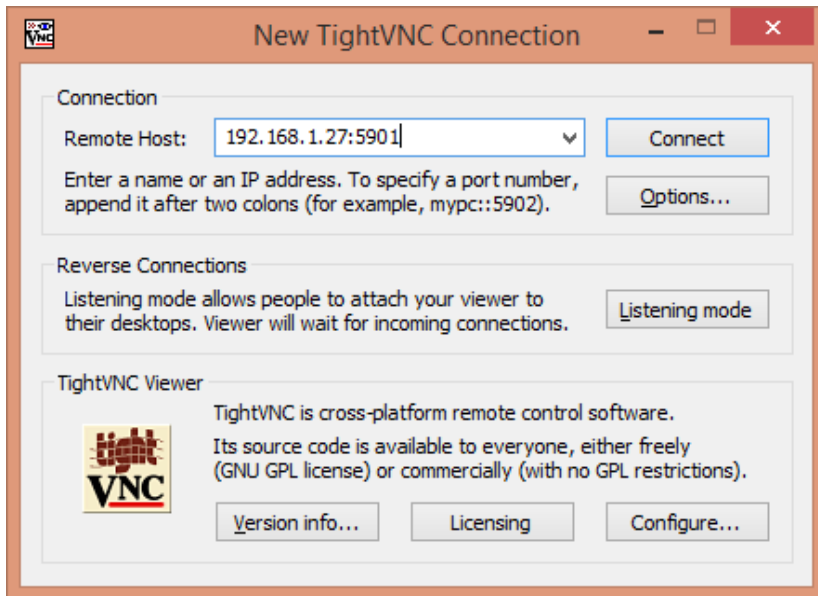 New TightVNC Connection
Connection
Remote Host: 192.168.1.27:5901 Connect
Enter a name or an IP address. To specify a port number,
append it after two colons (for example, mypc::5902).
Options...
Reverse Connections
Listening mode allows people to attach your viewer to
their desktops. Viewer will wait for incoming connections.
Listening mode
TightVNC Viewer
TightVNC is cross-platform remote control software.
Its source code is available to everyone, either freely
(GNU GPL license) or commercially (with no GPL restrictions).
tight
VNC
Version info... Licensing Configure...